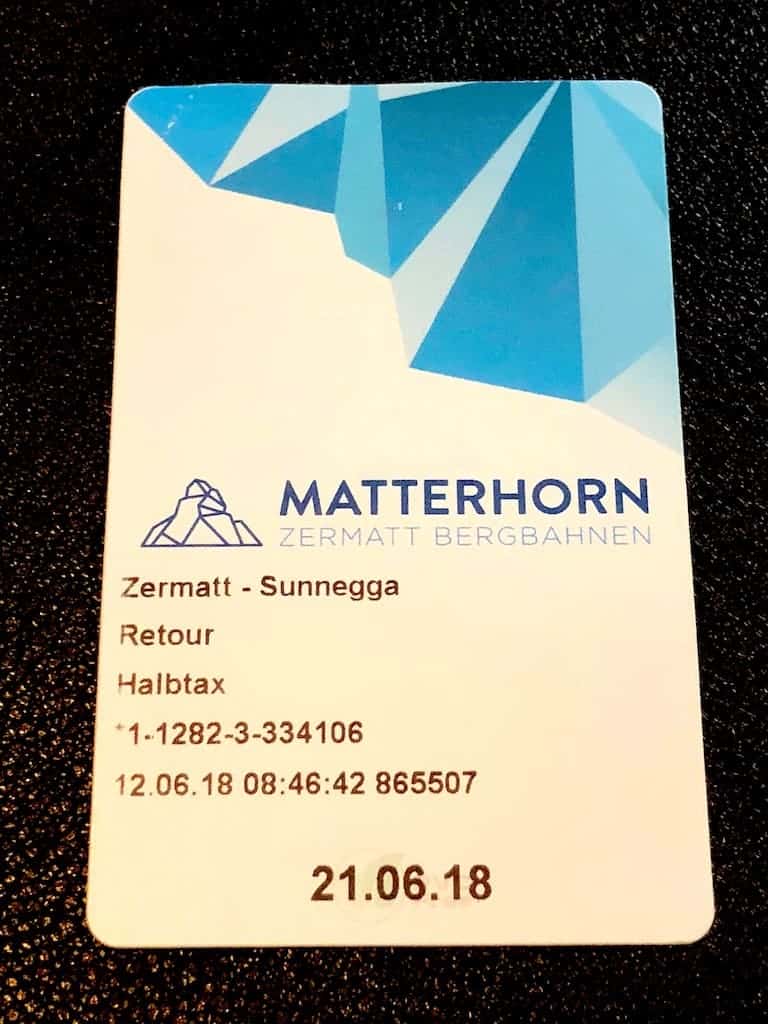 MATTERHORN
ZERMATT BERGBAHNEN
Zermatt - Sunnegga
Retour
Halbtax
*1-1282-3-334106
12.06.18 08:46:42 865507
21.06.18